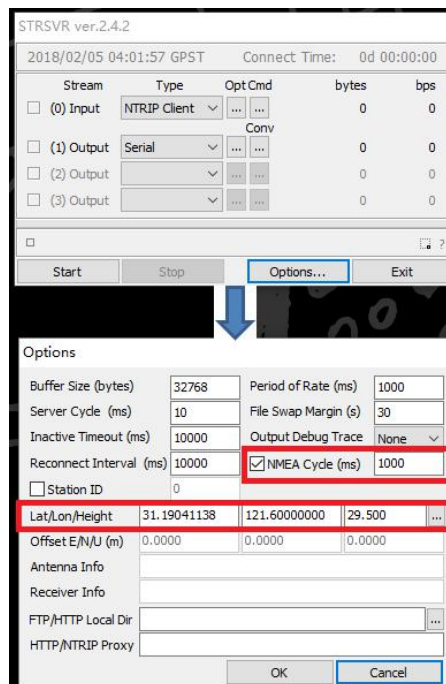 STRSVR ver.2.4.2
2018/02/05 04:01:57 GPST Connect Time: 0d 00:00:00
Stream Type Opt Cmd bytes bps
(0) Input NTRIP Client ... ... 0 0
Conv
(1) Output Serial ... ... 0 0
(2) Output ... ... 0 0
(3) Output ... ... 0 0
?
Start Stop Options... Exit
Options
Buffer Size (bytes) 32768 Period of Rate (ms) 1000
Server Cycle (ms) 10 File Swap Margin (s) 30
Inactive Timeout (ms) 10000 Output Debug Trace None
Reconnect Interval (ms) 10000 NMEA Cycle (ms) 1000
Station ID 0
Lat/Lon/Height 31.19041138 121.60000000 29.500 ...
Offset E/N/U (m) 0.0000 0.0000 0.0000
Antenna Info
Receiver Info
FTP/HTTP Local Dir ...
HTTP/NTRIP Proxy
OK Cancel